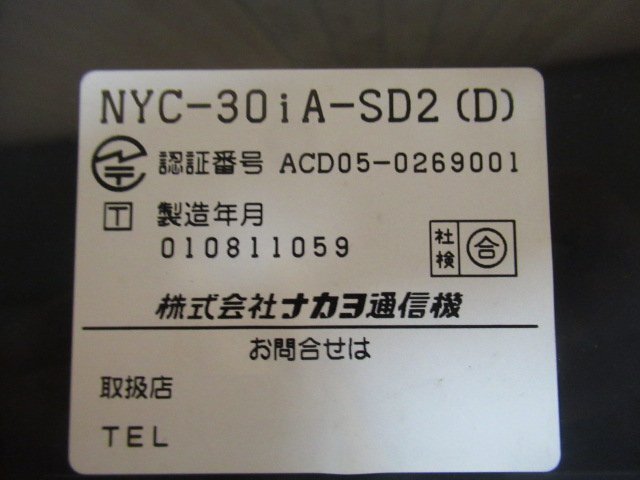 NYC-30iA-SD2(D)
認証番号 ACD05-0269001
T 製造年月
010811059
社検 合
株式会社ナカヨ通信機
お問合せは
取扱店
TEL